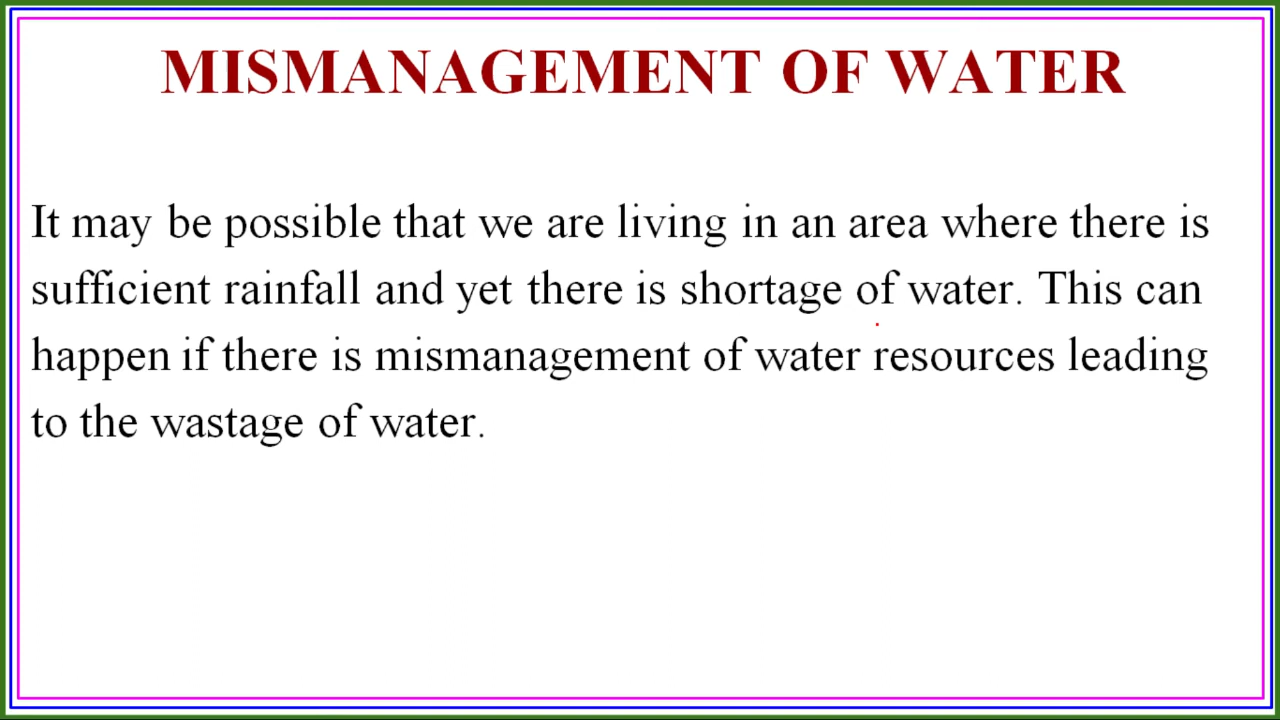 MISMANAGEMENT OF WATER
It may be possible that we are living in an area where there is
sufficient rainfall and yet there is shortage of water. This can
happen if there is mismanagement of water resources leading
to the wastage of water.